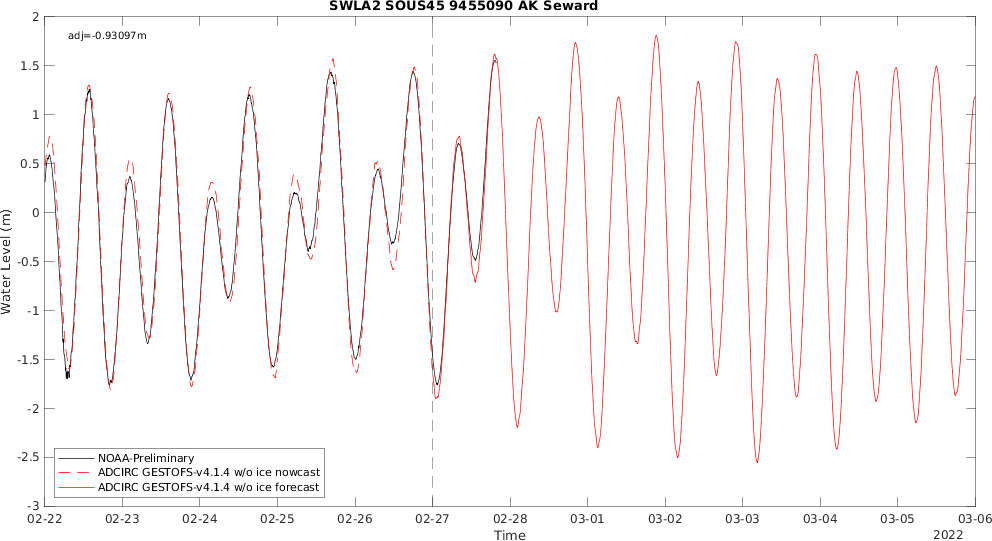 SWLA2 SOUS45 9455090 AK Seward
adj=-0.93097m
2
1.5
1
0.5
0
-0.5
-1
-1.5
-2
-2.5
-3
Water Level (m)
NOAA-Preliminary
ADCIRC GESTOFS-v4.1.4 w/o ice nowcast
ADCIRC GESTOFS-v4.1.4 w/o ice forecast
02-22 02-23 02-24 02-25 02-26 02-27 02-28 03-01 03-02 03-03 03-04 03-05 03-06
Time
2022